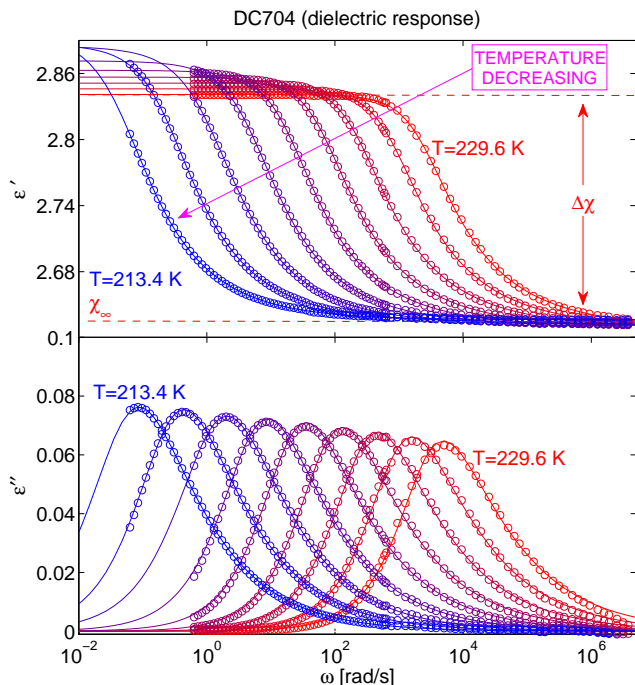 DC704 (dielectric response)
TEMPERATURE
DECREASING
2.86
2.8
2.74
2.68
0.1
ε′
T=229.6 K
Δχ
T=213.4 K
χ∞
T=213.4 K
T=229.6 K
0.08
0.06
0.04
0.02
0
ε′′
10⁻² 10⁰ 10² 10⁴ 10⁶
ω [rad/s]